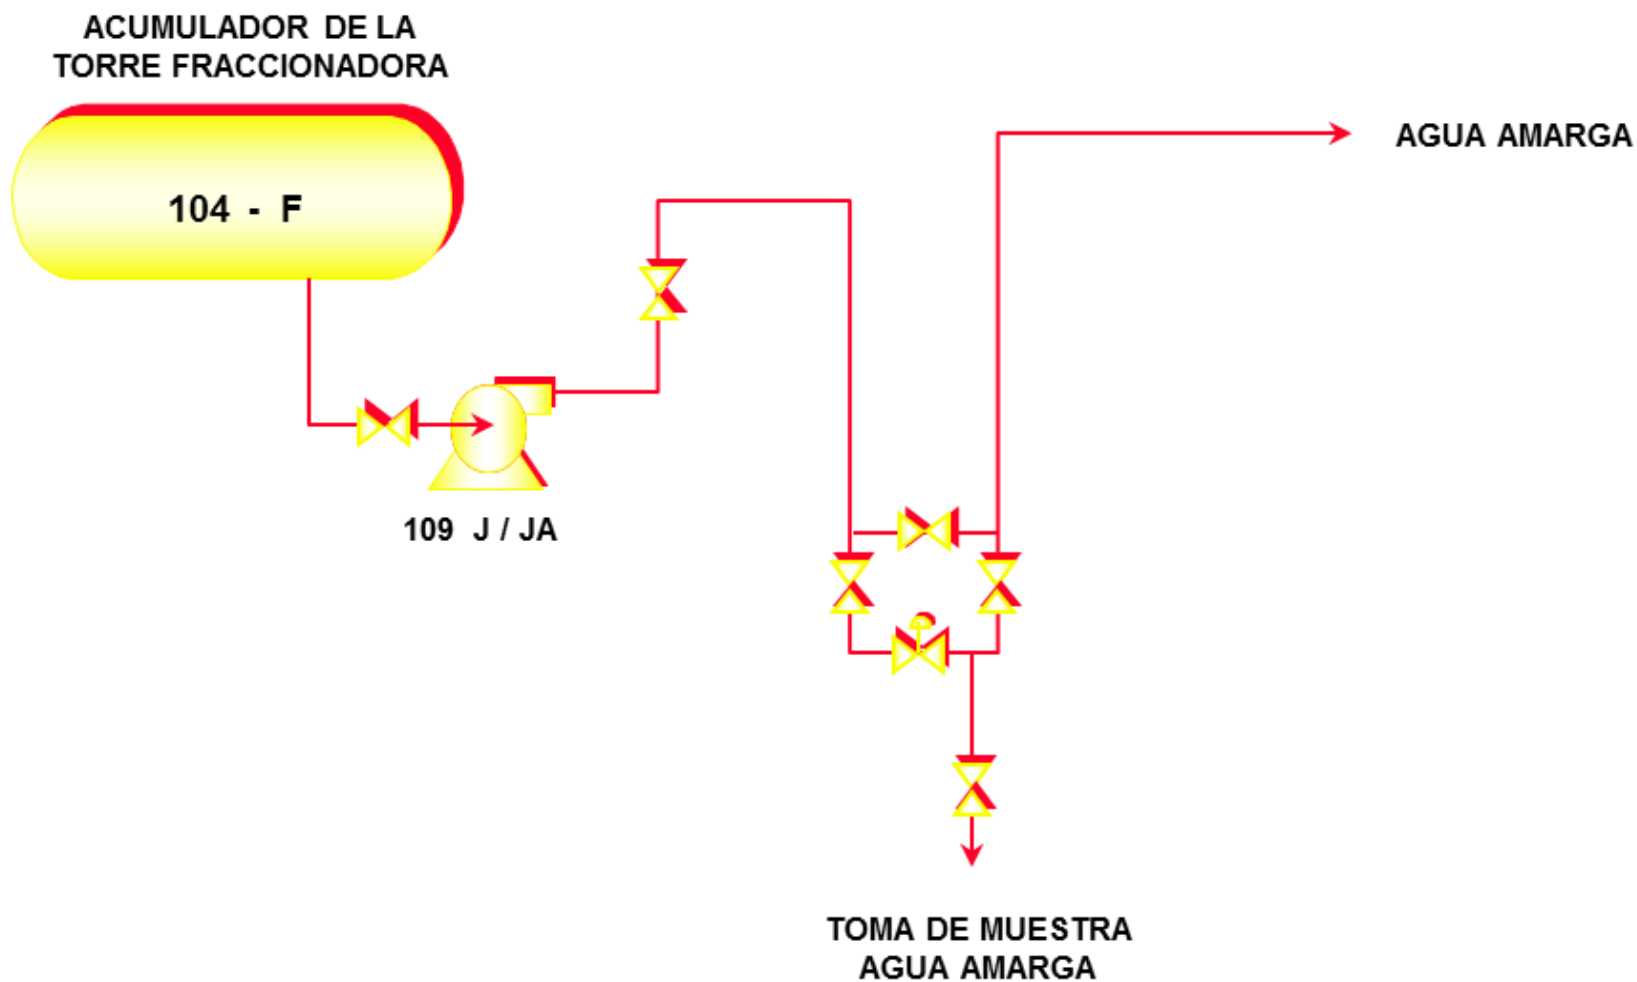 ACUMULADOR DE LA
TORRE FRACCIONADORA
104 - F
AGUA AMARGA
109 J / JA
TOMA DE MUESTRA
AGUA AMARGA